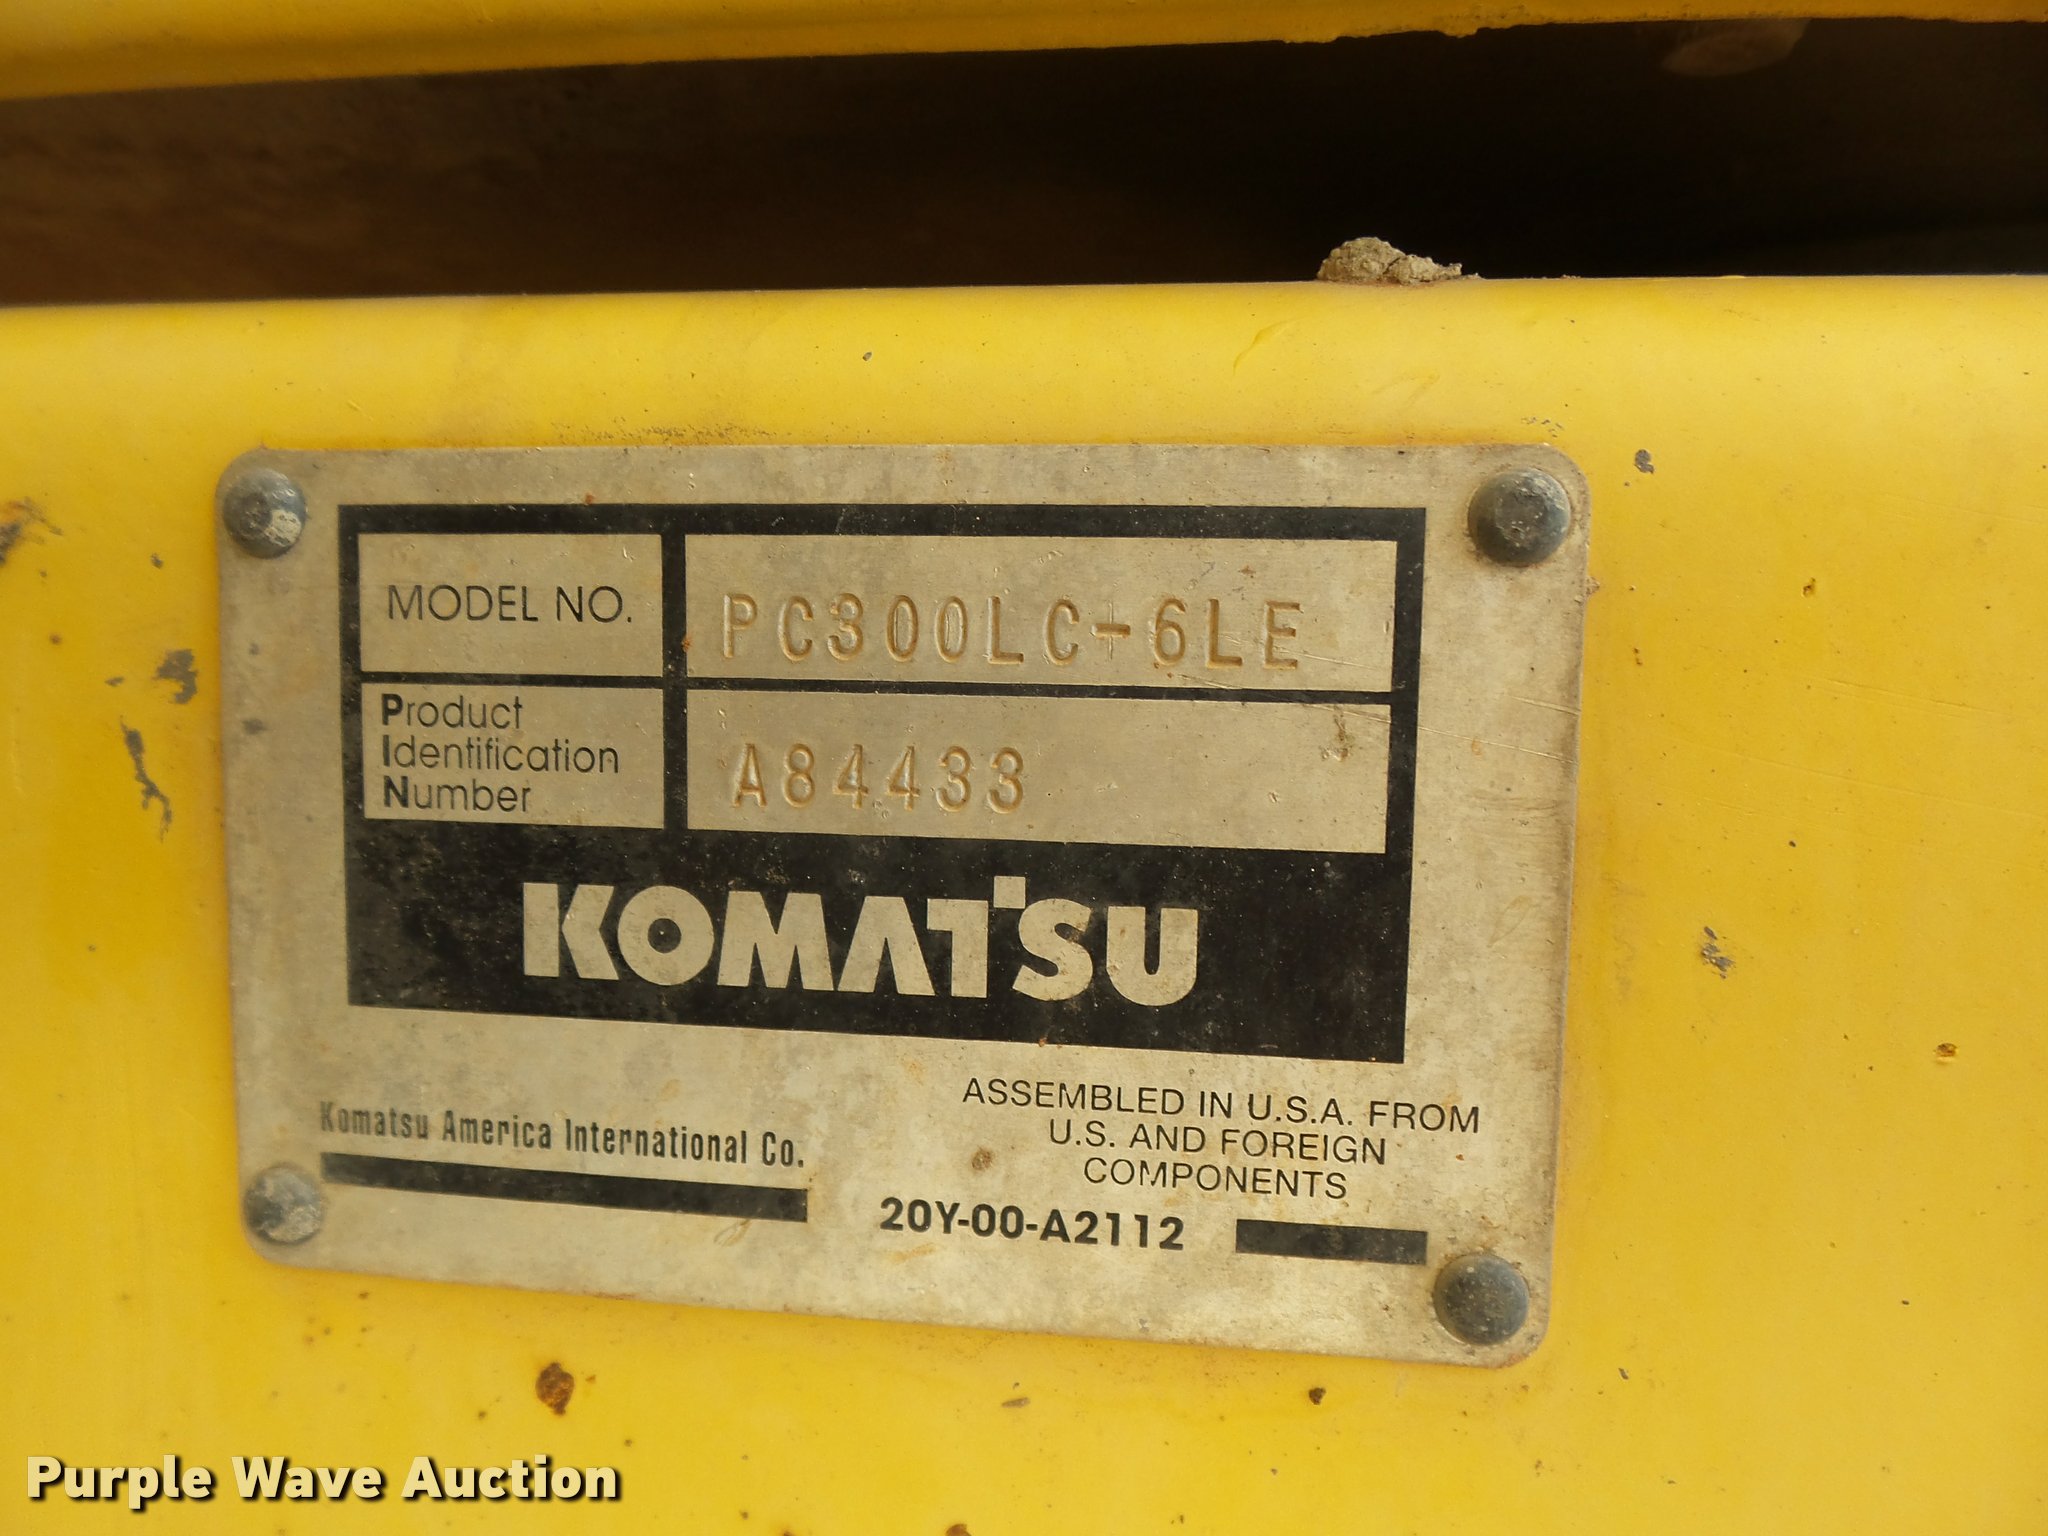 MODEL NO. PC300LC-6LE
Product
Identification
Number
A84433
KOMATSU
Komatsu America International Co.
ASSEMBLED IN U.S.A. FROM
U.S. AND FOREIGN
COMPONENTS
20Y-00-A2112
Purple Wave Auction